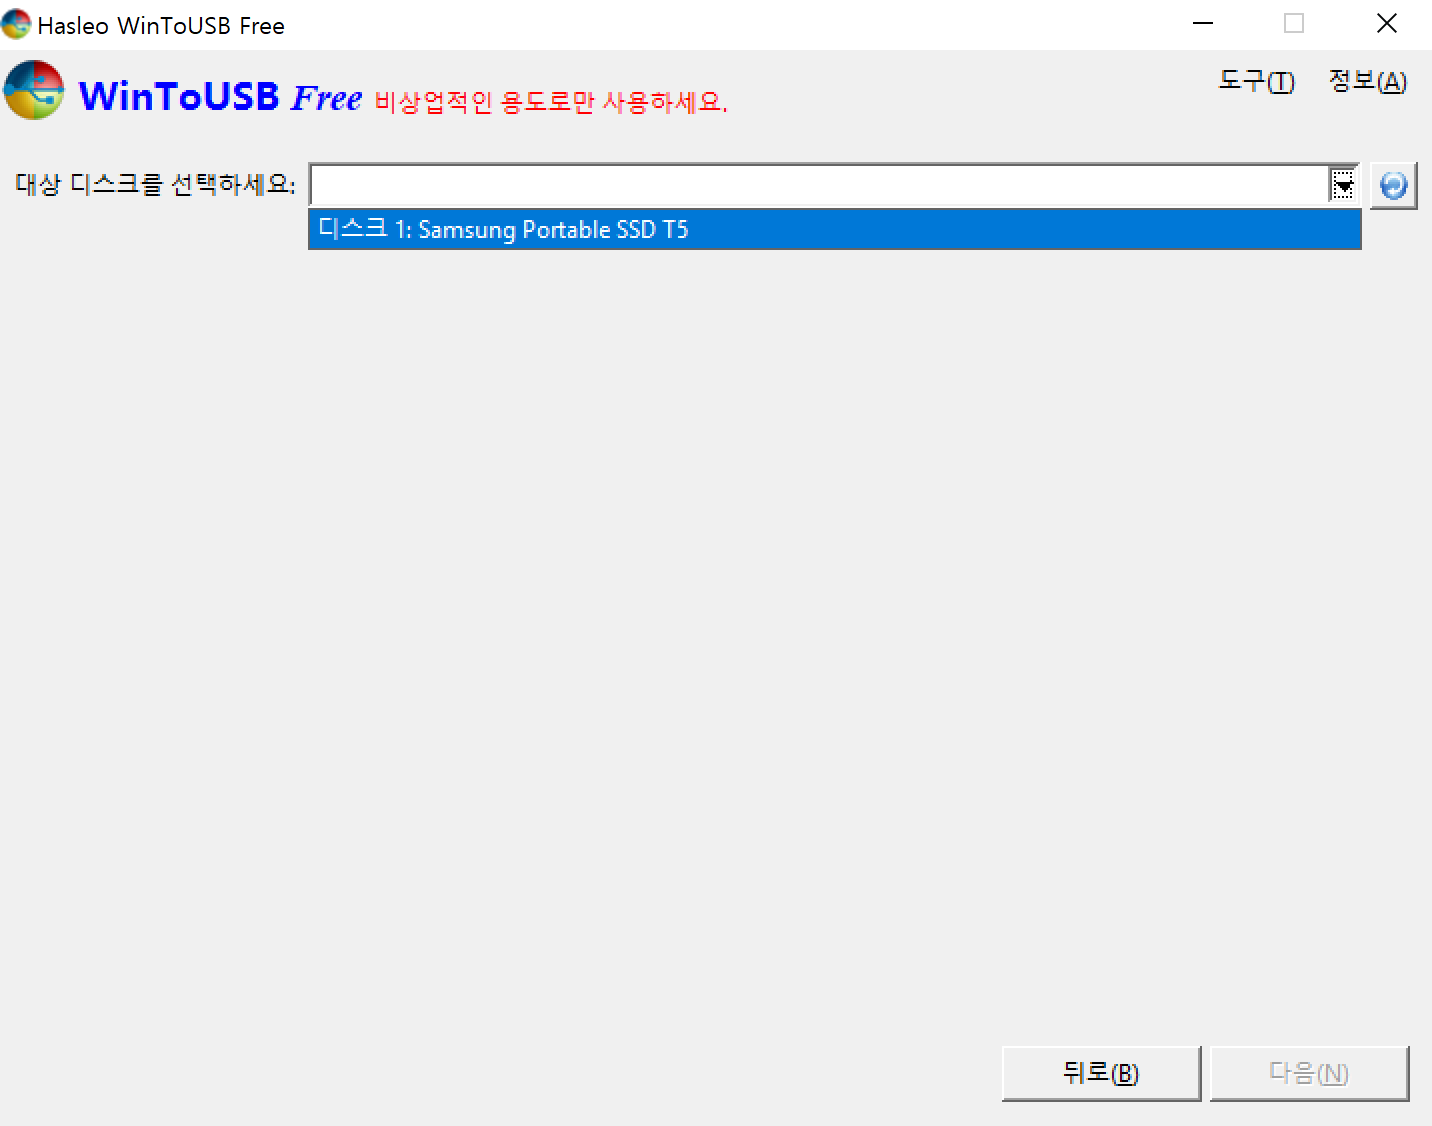 Hasleo WinToUSB Free
WinToUSB Free 비상업적인 용도로만 사용하세요.
도구(T) 정보(A)
대상 디스크를 선택하세요:
디스크 1: Samsung Portable SSD T5
뒤로(B) 다음(N)